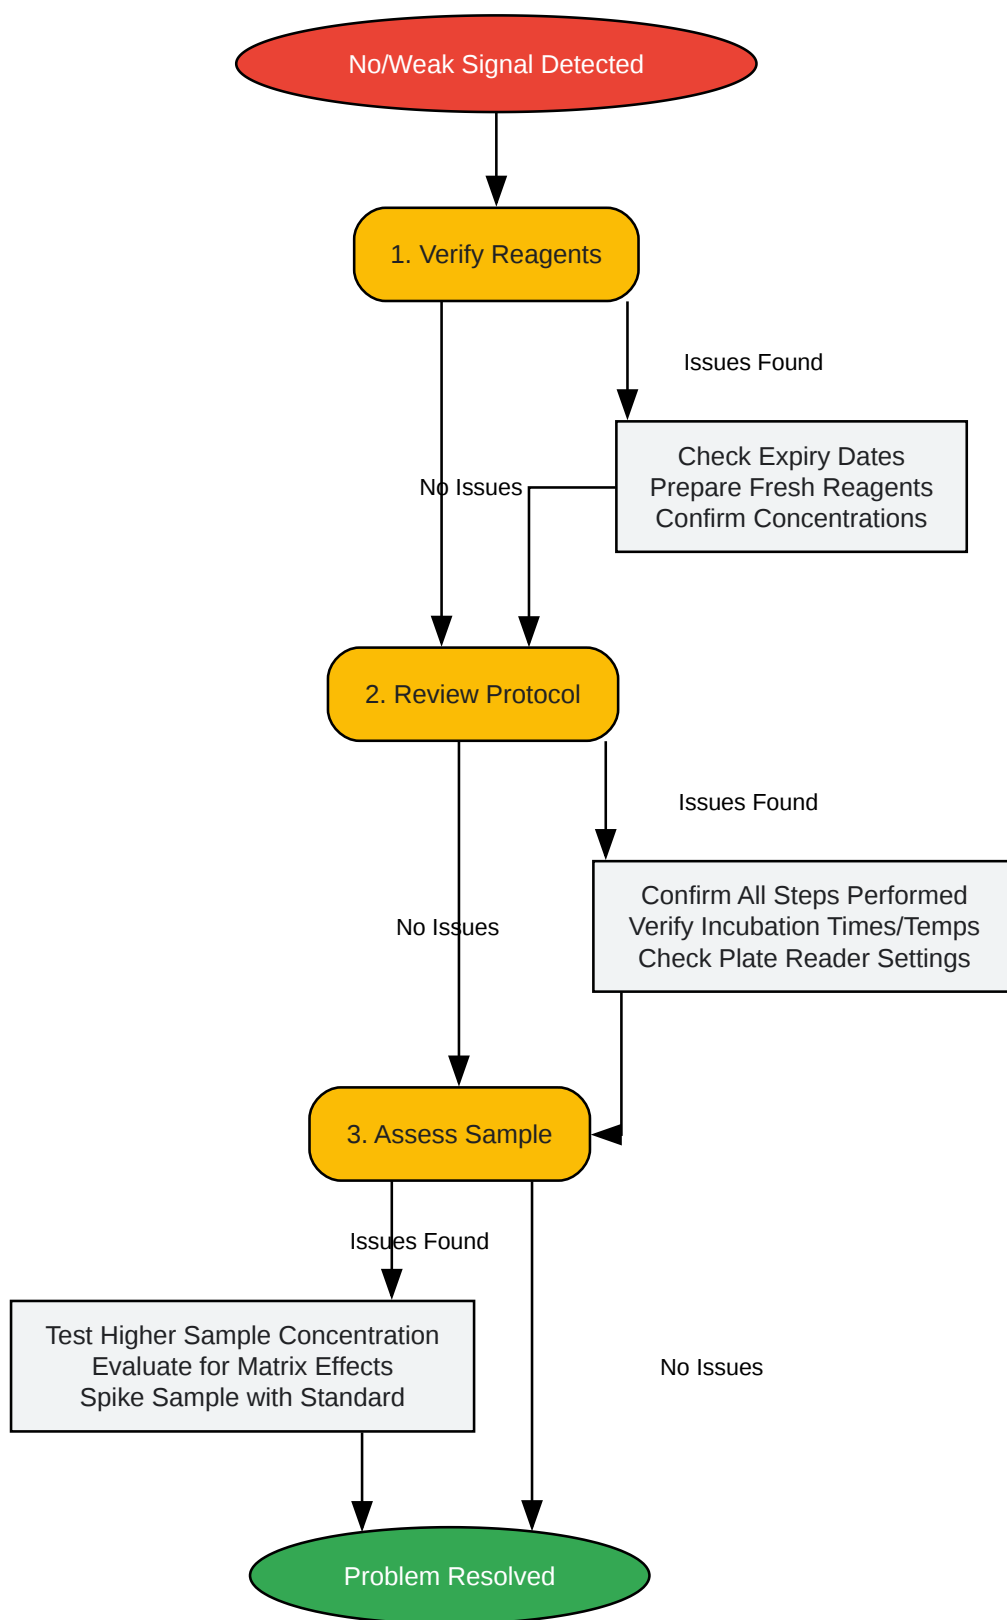 No/Weak Signal Detected
1. Verify Reagents
Issues Found
Check Expiry Dates
Prepare Fresh Reagents
Confirm Concentrations
No Issues
2. Review Protocol
Issues Found
Confirm All Steps Performed
Verify Incubation Times/Temps
Check Plate Reader Settings
No Issues
3. Assess Sample
Issues Found
Test Higher Sample Concentration
Evaluate for Matrix Effects
Spike Sample with Standard
No Issues
Problem Resolved